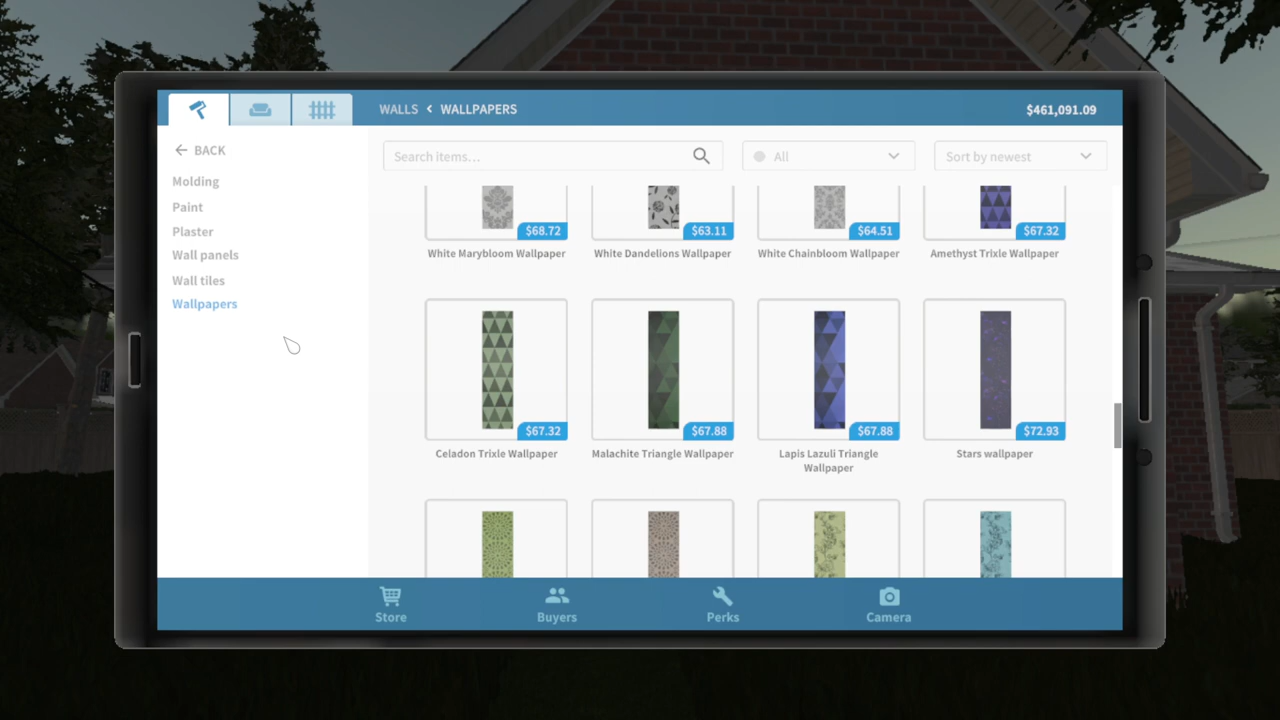 WALLS < WALLPAPERS
$461,091.09
BACK
Molding
Paint
Plaster
Wall panels
Wall tiles
Wallpapers
Search items...
All
Sort by newest
$68.72
$63.11
$64.51
$67.32
White Marybloom Wallpaper
White Dandelions Wallpaper
White Chainbloom Wallpaper
Amethyst Trixle Wallpaper
$67.32
$67.88
$67.88
$72.93
Celadon Trixle Wallpaper
Malachite Triangle Wallpaper
Lapis Lazuli Triangle
Wallpaper
Stars wallpaper
Store
Buyers
Perks
Camera